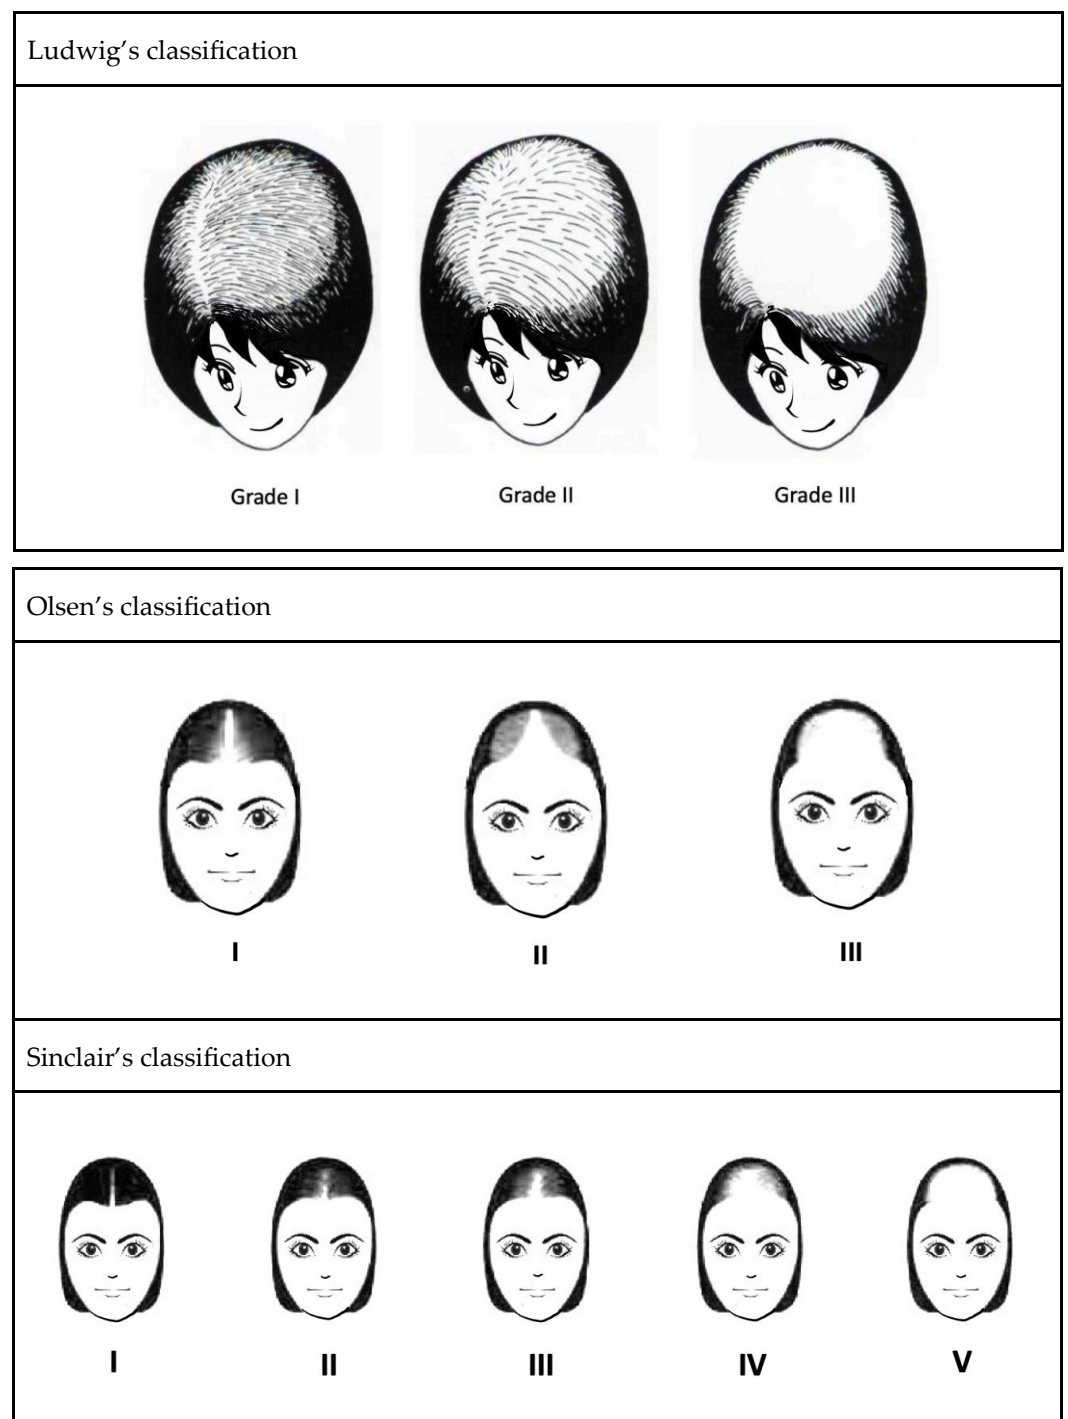 Ludwig's classification
Grade I
Grade II
Grade III
Olsen's classification
I
II
III
Sinclair's classification
I
II
III
IV
V